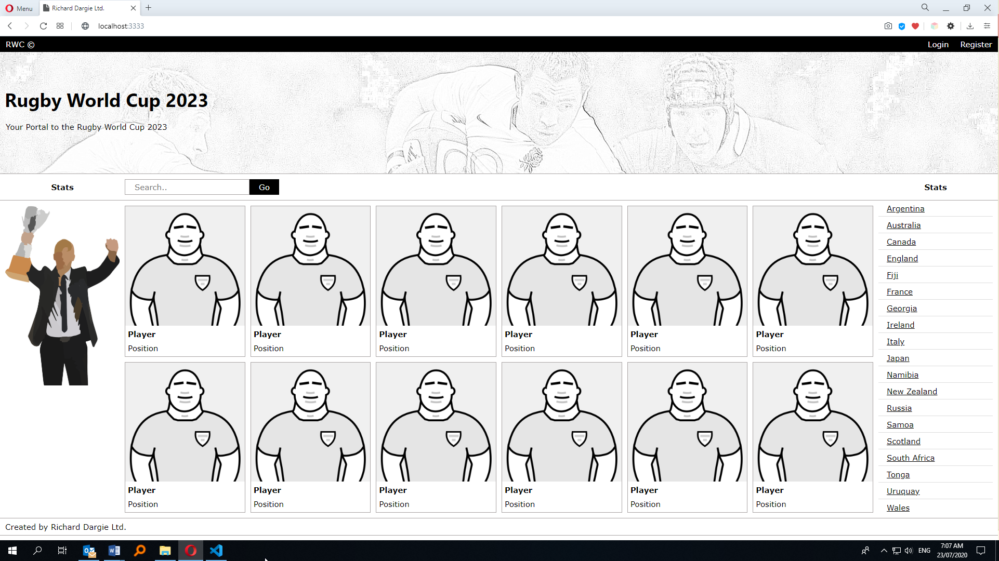 Menu
Richard Dargie Ltd.
localhost:3333
RWC ©
Login
Register
Rugby World Cup 2023
Your Portal to the Rugby World Cup 2023
Stats
Search..
Go
Stats
Player
Position
Player
Position
Player
Position
Player
Position
Player
Position
Player
Position
Player
Position
Player
Position
Player
Position
Player
Position
Player
Position
Player
Position
Argentina
Australia
Canada
England
Fiji
France
Georgia
Ireland
Italy
Japan
Namibia
New Zealand
Russia
Samoa
Scotland
South Africa
Tonga
Uruguay
Wales
Created by Richard Dargie Ltd.
ENG
7:07 AM
23/07/2020